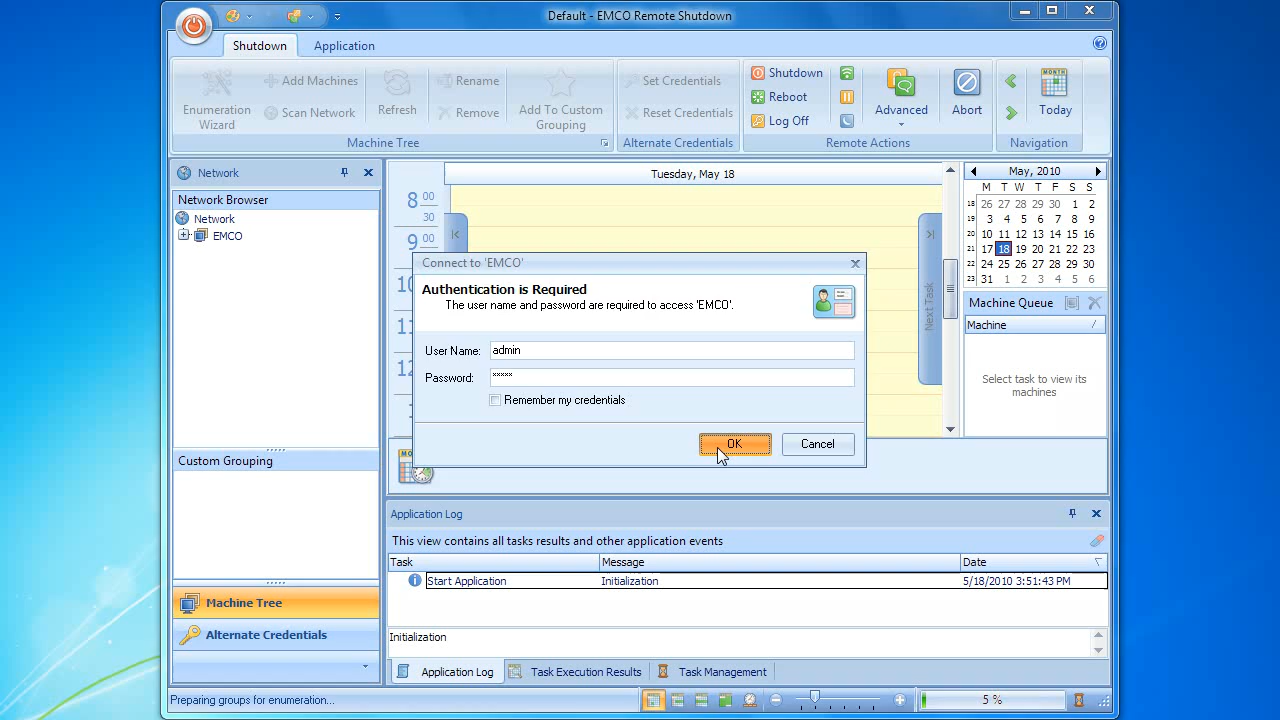 Default - EMCO Remote Shutdown
Shutdown
Application
Enumeration Wizard
Add Machines
Scan Network
Refresh
Rename
Remove
Add To Custom Grouping
Machine Tree
Set Credentials
Reset Credentials
Alternate Credentials
Shutdown
Reboot
Log Off
Advanced
Abort
Remote Actions
Today
Navigation
Network
Network Browser
Network
EMCO
Custom Grouping
Machine Tree
Alternate Credentials
Tuesday, May 18
8 00
30
9 00
10
11
12
Next Task
May, 2010
M T W T F S S
18 26 27 28 29 30 1 2
19 3 4 5 6 7 8 9
20 10 11 12 13 14 15 16
21 17 18 19 20 21 22 23
22 24 25 26 27 28 29 30
23 31 1 2 3 4 5 6
Machine Queue
Machine
Select task to view its
machines
Connect to 'EMCO'
Authentication is Required
The user name and password are required to access 'EMCO'.
User Name: admin
Password: *****
Remember my credentials
OK
Cancel
Application Log
This view contains all tasks results and other application events
Task Message Date
Start Application Initialization 5/18/2010 3:51:43 PM
Initialization
Application Log
Task Execution Results
Task Management
Preparing groups for enumeration...
5 %